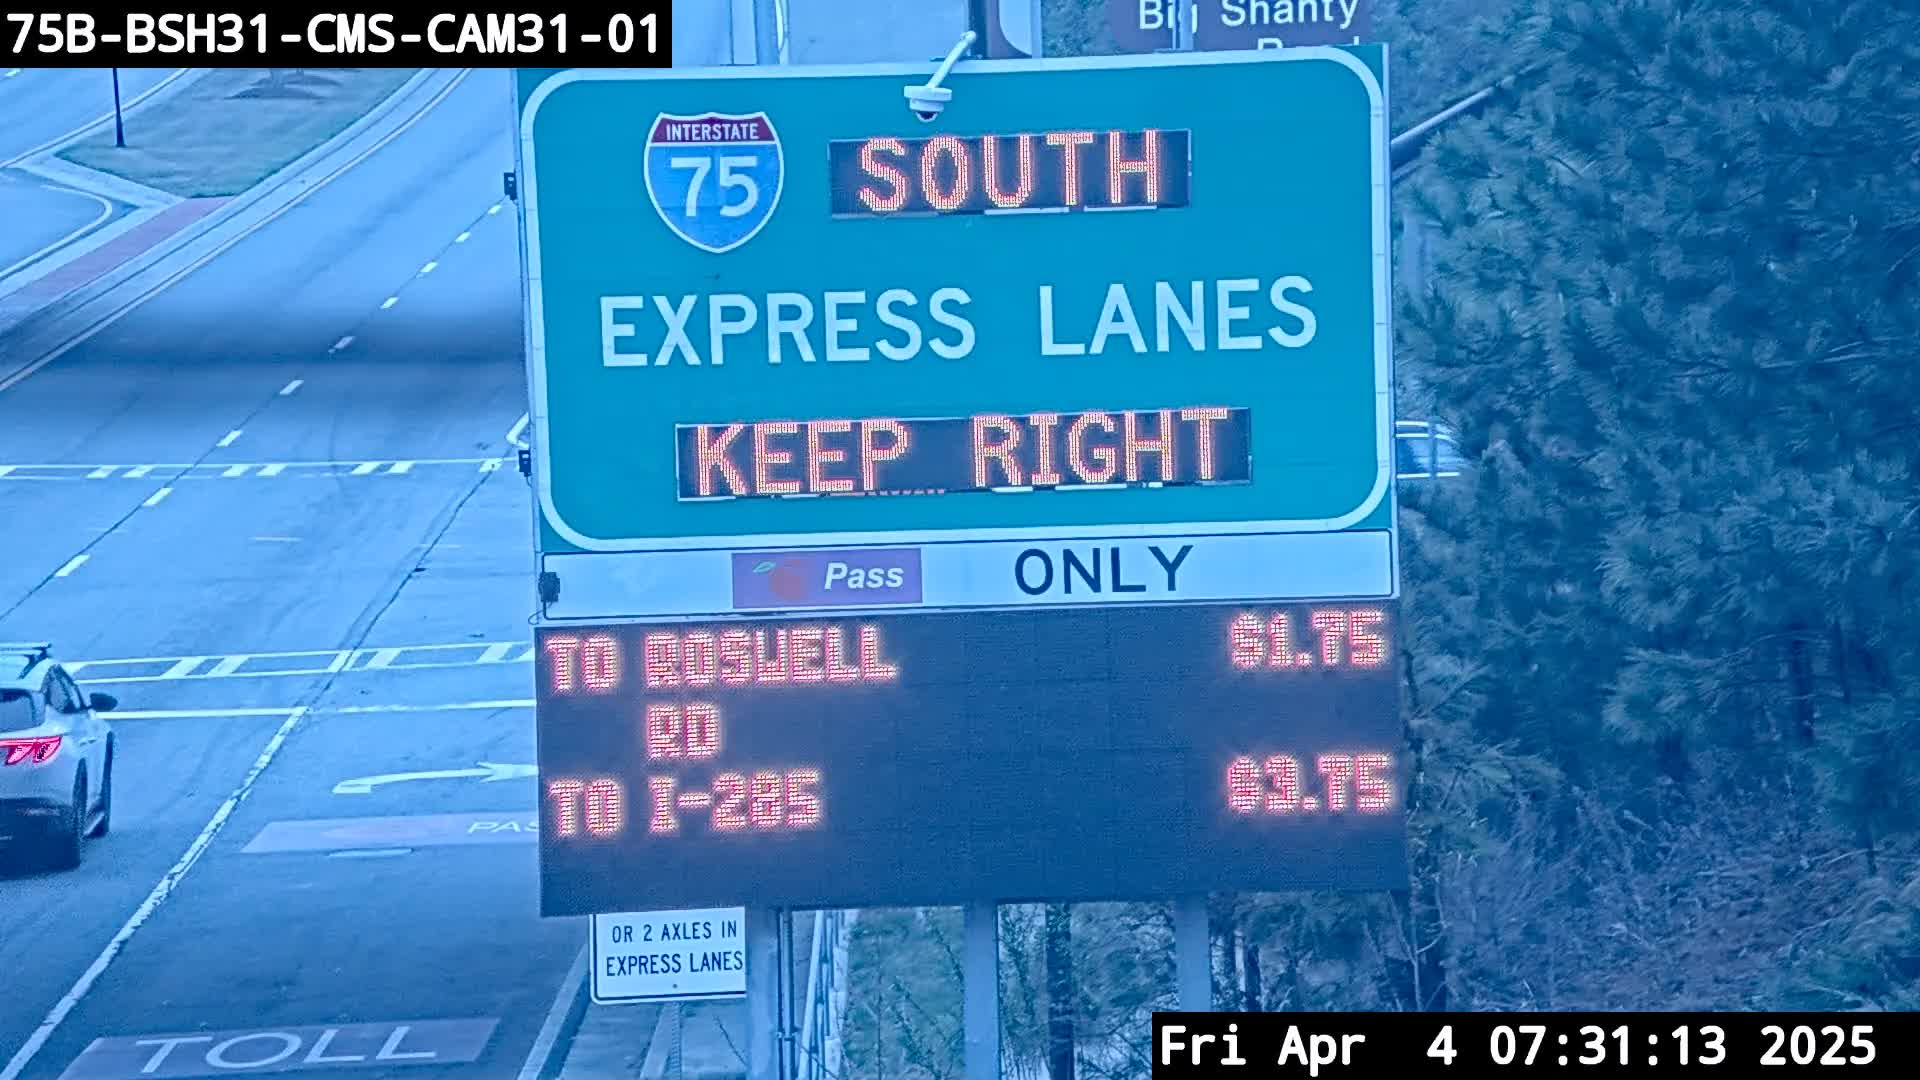 75B-BSH31-CMS-CAM31-01
Big Shanty
INTERSTATE
75
SOUTH
EXPRESS LANES
KEEP RIGHT
Pass ONLY
TO ROSWELL $1.75
RD
TO I-285 $3.75
OR 2 AXLES IN
EXPRESS LANES
TOLL
Fri Apr 4 07:31:13 2025